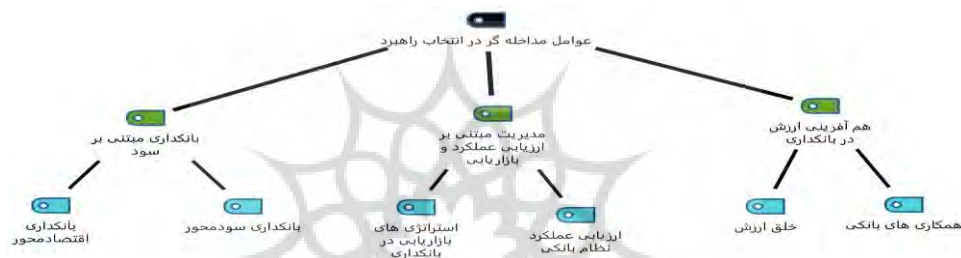 عوامل مداخله گر در انتخاب راهبرد
هم آفرینی ارزش
در بانکداری
مدیریت مبتنی بر
ارزیابی عملکرد و
بازاریابی
بانکداری مبتنی بر
سود
همکاری های بانکی
خلق ارزش
ارزیابی عملکرد
نظام بانکی
استراتژی های
بازاریابی در
بانکداری
بانکداری سودمحور
بانکداری
اقتصادمحور